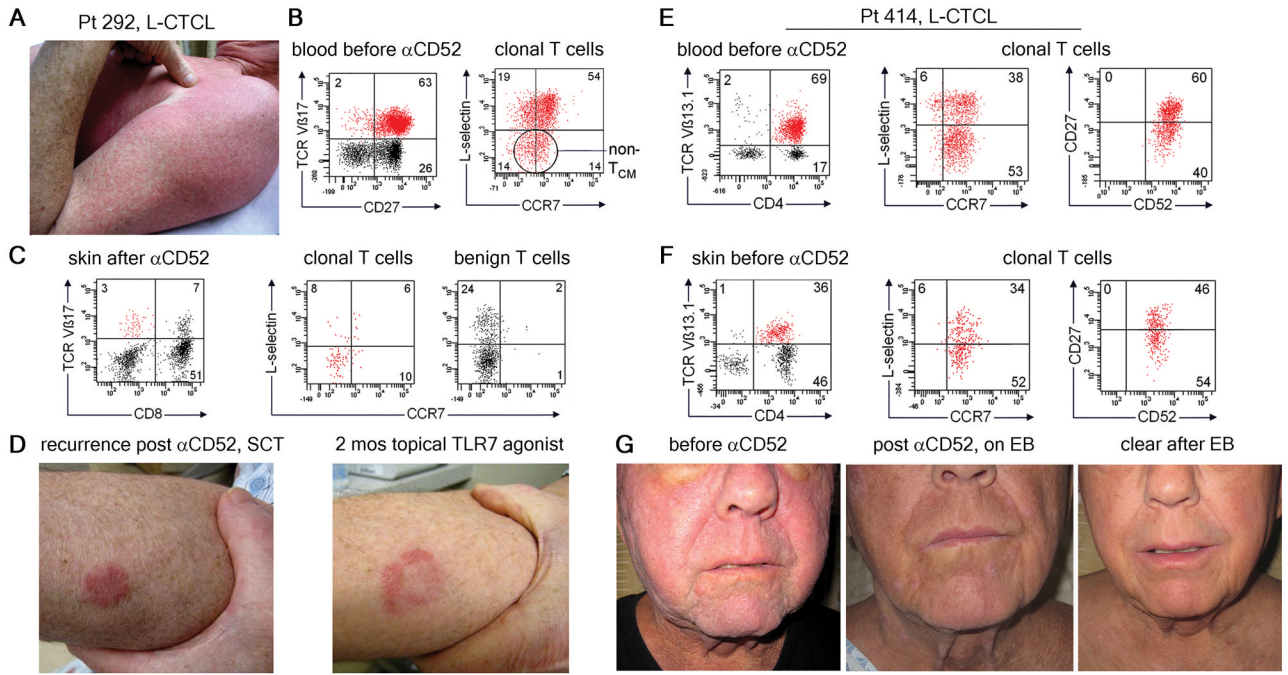 A
Pt 292, L-CTCL
B
blood before αCD52
clonal T cells
2
63
26
TCR Vβ17
CD27
19
54
14
14
L-selectin
CCR7
non-
TCM
C
skin after αCD52
clonal T cells
benign T cells
3
7
51
TCR Vβ17
CD8
8
6
10
L-selectin
24
2
1
CCR7
D
recurrence post αCD52, SCT
2 mos topical TLR7 agonist
E
Pt 414, L-CTCL
blood before αCD52
clonal T cells
2
69
17
TCR Vβ13.1
CD4
6
38
53
L-selectin
CCR7
0
60
40
CD27
CD52
F
skin before αCD52
clonal T cells
1
36
46
TCR Vβ13.1
CD4
6
34
52
L-selectin
CCR7
0
46
54
CD27
CD52
G
before αCD52
post αCD52, on EB
clear after EB